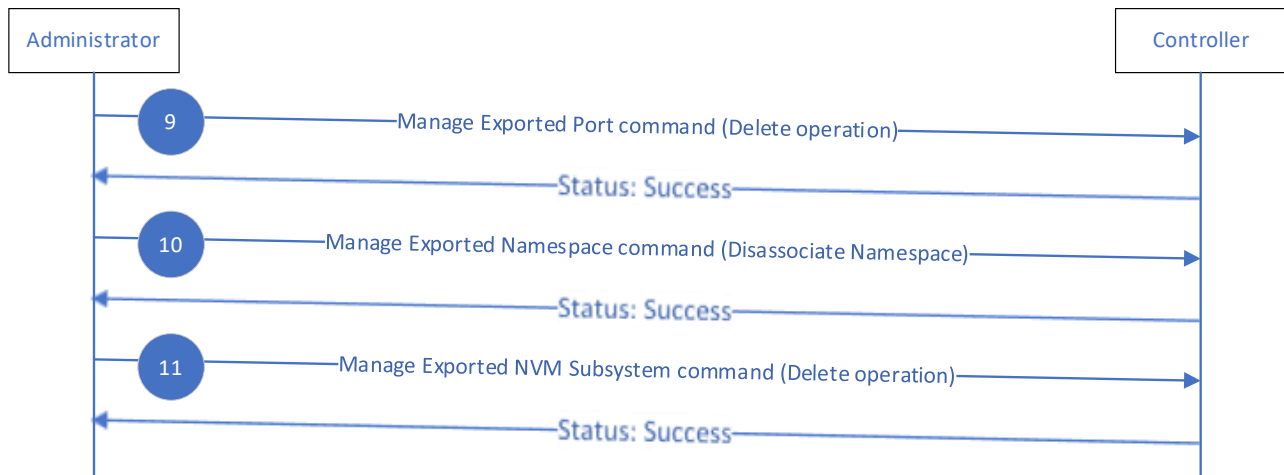 Administrator
Controller
9
Manage Exported Port command (Delete operation)
Status: Success
10
Manage Exported Namespace command (Disassociate Namespace)
Status: Success
11
Manage Exported NVM Subsystem command (Delete operation)
Status: Success